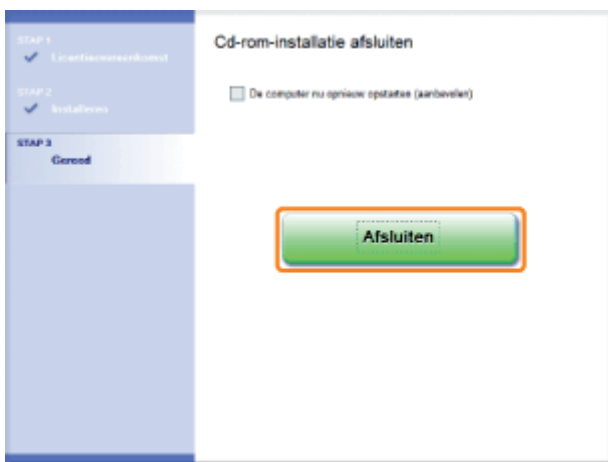 STAP 1
Licentieovereenkomst
STAP 2
Installeren
STAP 3
Gereed
Cd-rom-installatie afsluiten
De computer nu opnieuw opstarten (aanbevelen)
Afsluiten